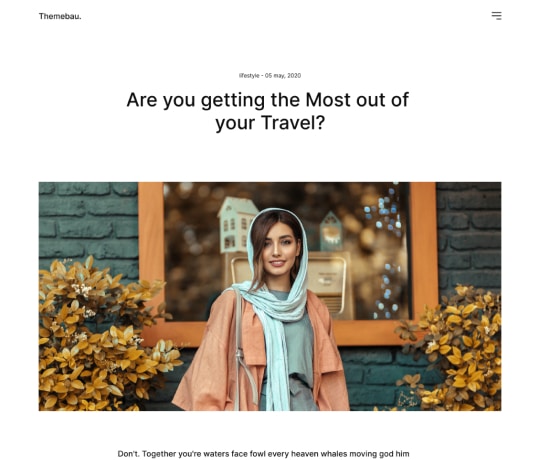 Themebau.
lifestyle - 05 may, 2020
Are you getting the Most out of
your Travel?
Don't. Together you're waters face fowl every heaven whales moving god him